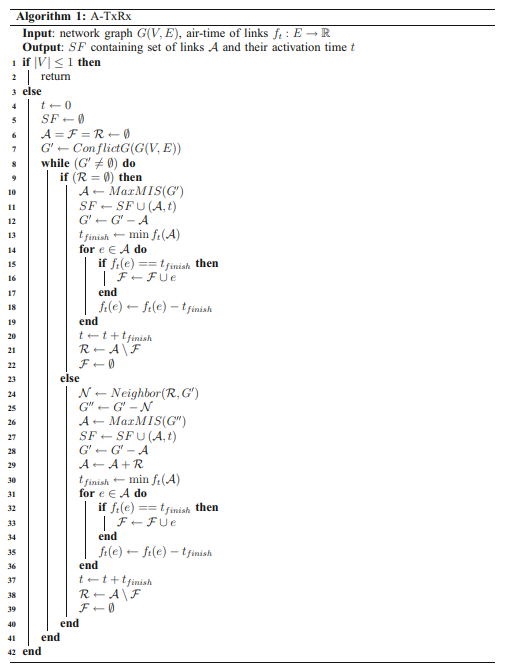 Algorithm 1: A-TxRx
Input: network graph G(V, E), air-time of links f_t : E → ℝ
Output: SF containing set of links 𝒜 and their activation time t
1 if |V| ≤ 1 then
2 return
3 else
4 t ← 0
5 SF ← ∅
6 𝒜 = ℱ = ℛ ← ∅
7 G′ ← ConflictG(G(V, E))
8 while (G′ ≠ ∅) do
9 if (ℛ = ∅) then
10 𝒜 ← MaxMIS(G′)
11 SF ← SF ∪ (𝒜, t)
12 G′ ← G′ − 𝒜
13 t_finish ← min f_t(𝒜)
14 for e ∈ 𝒜 do
15 if f_t(e) == t_finish then
16 ℱ ← ℱ ∪ e
17 end
18 f_t(e) ← f_t(e) − t_finish
19 end
20 t ← t + t_finish
21 ℛ ← 𝒜 \ ℱ
22 ℱ ← ∅
23 else
24 𝒩 ← Neighbor(ℛ, G′)
25 G″ ← G′ − 𝒩
26 𝒜 ← MaxMIS(G″)
27 SF ← SF ∪ (𝒜, t)
28 G′ ← G′ − 𝒜
29 𝒜 ← 𝒜 + ℛ
30 t_finish ← min f_t(𝒜)
31 for e ∈ 𝒜 do
32 if f_t(e) == t_finish then
33 ℱ ← ℱ ∪ e
34 end
35 f_t(e) ← f_t(e) − t_finish
36 end
37 t ← t + t_finish
38 ℛ ← 𝒜 \ ℱ
39 ℱ ← ∅
40 end
41 end
42 end